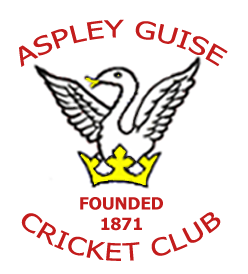 ASPLEY GUISE
FOUNDED
1871
CRICKET CLUB